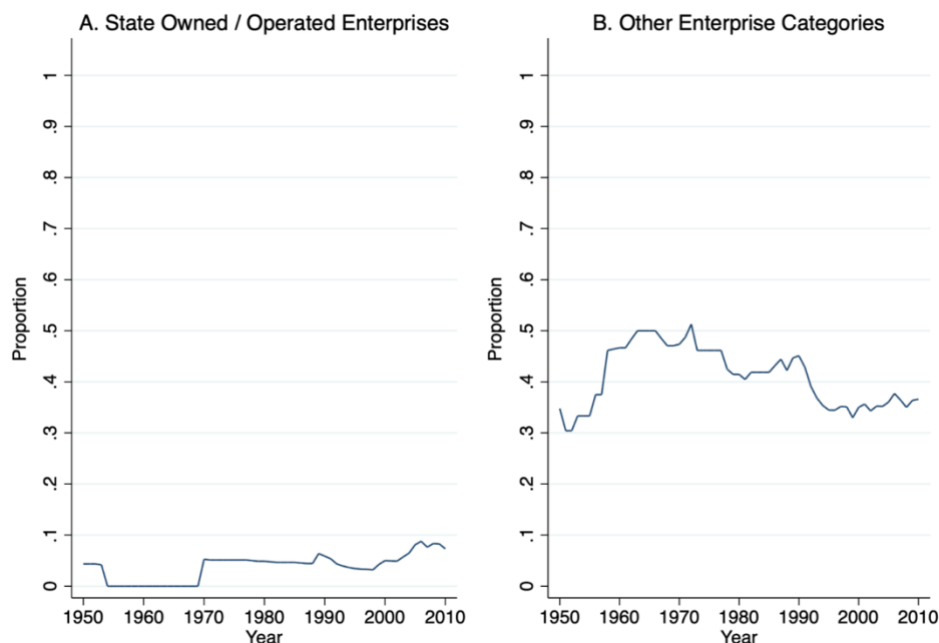 A. State Owned / Operated Enterprises
Proportion
1
.9
.8
.7
.6
.5
.4
.3
.2
.1
0
1950 1960 1970 1980 1990 2000 2010
Year
B. Other Enterprise Categories
Proportion
1
.9
.8
.7
.6
.5
.4
.3
.2
.1
0
1950 1960 1970 1980 1990 2000 2010
Year